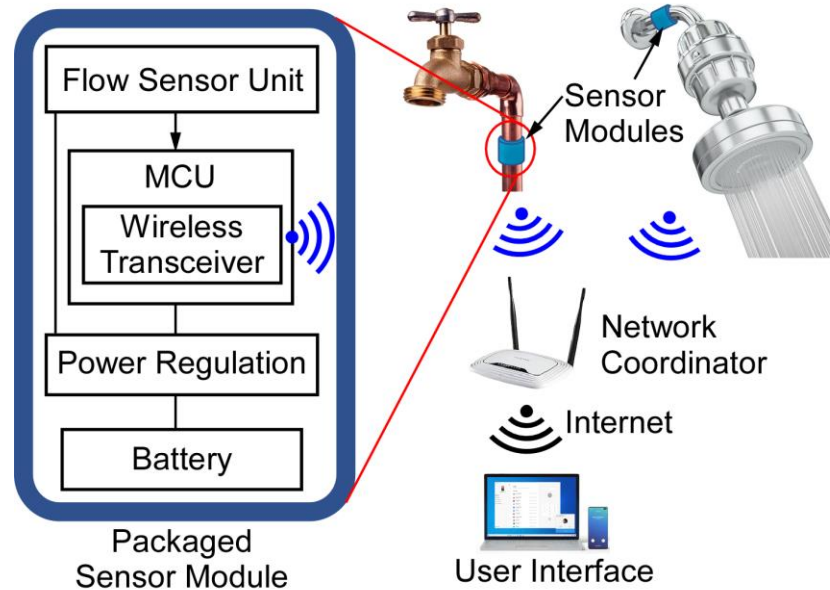 Flow Sensor Unit
MCU
Wireless
Transceiver
Power Regulation
Battery
Packaged
Sensor Module
Sensor
Modules
Network
Coordinator
Internet
User Interface